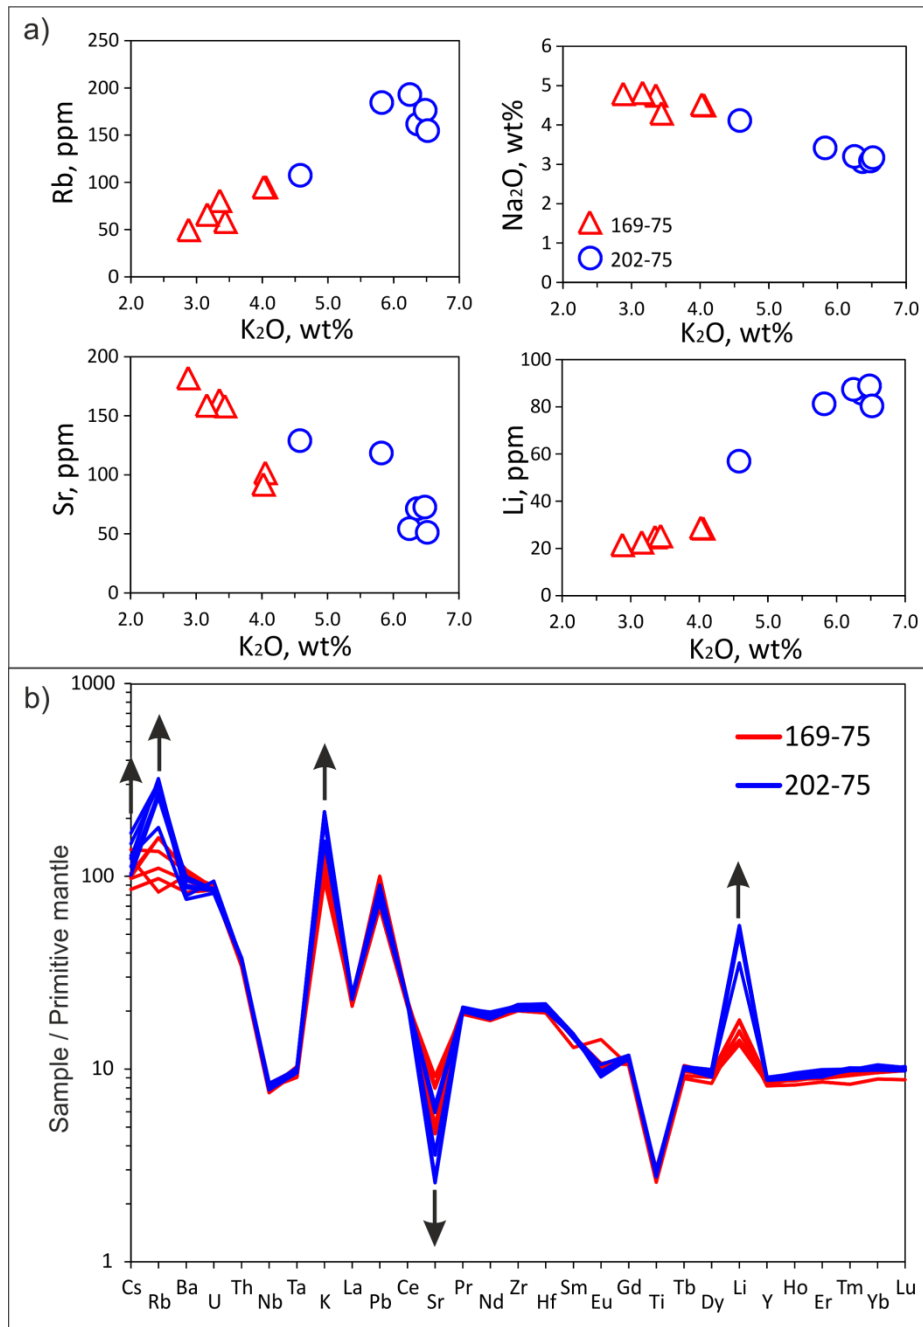 a)
250
200
150
100
50
0
Rb, ppm
2.0 3.0 4.0 5.0 6.0 7.0
K2O, wt%
6
5
4
3
2
1
0
Na2O, wt%
169-75
202-75
2.0 3.0 4.0 5.0 6.0 7.0
K2O, wt%
200
150
100
50
0
Sr, ppm
2.0 3.0 4.0 5.0 6.0 7.0
K2O, wt%
100
80
60
40
20
0
Li, ppm
2.0 3.0 4.0 5.0 6.0 7.0
K2O, wt%
b)
1000
100
10
1
Sample / Primitive mantle
169-75
202-75
Cs Rb Ba U Th Nb Ta K La Pb Ce Sr Pr Nd Zr Hf Sm Eu Gd Ti Tb Dy Li Y Ho Er Tm Yb Lu